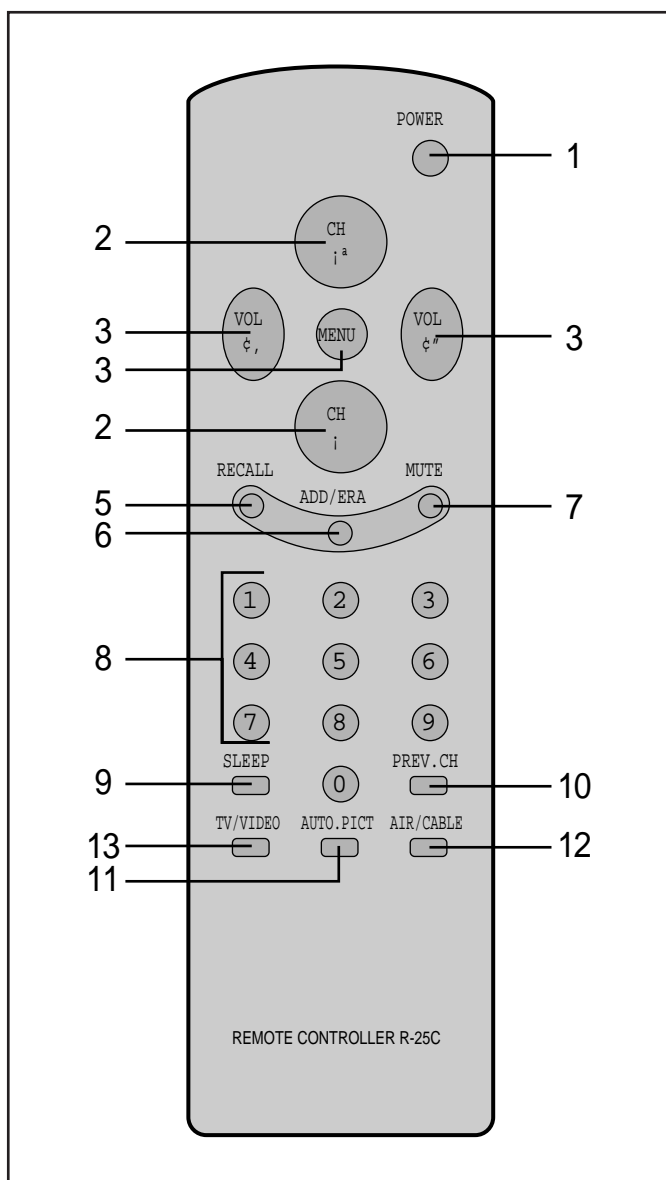 POWER
1
2
CH
¡ª
3
VOL
¢‚
MENU
VOL
¢″
3
3
2
CH
¡
RECALL
ADD/ERA
MUTE
5
6
7
1
2
3
8
4
5
6
7
8
9
SLEEP
PREV.CH
9
0
10
TV/VIDEO
AUTO.PICT
AIR/CABLE
13
12
11
REMOTE CONTROLLER R-25C